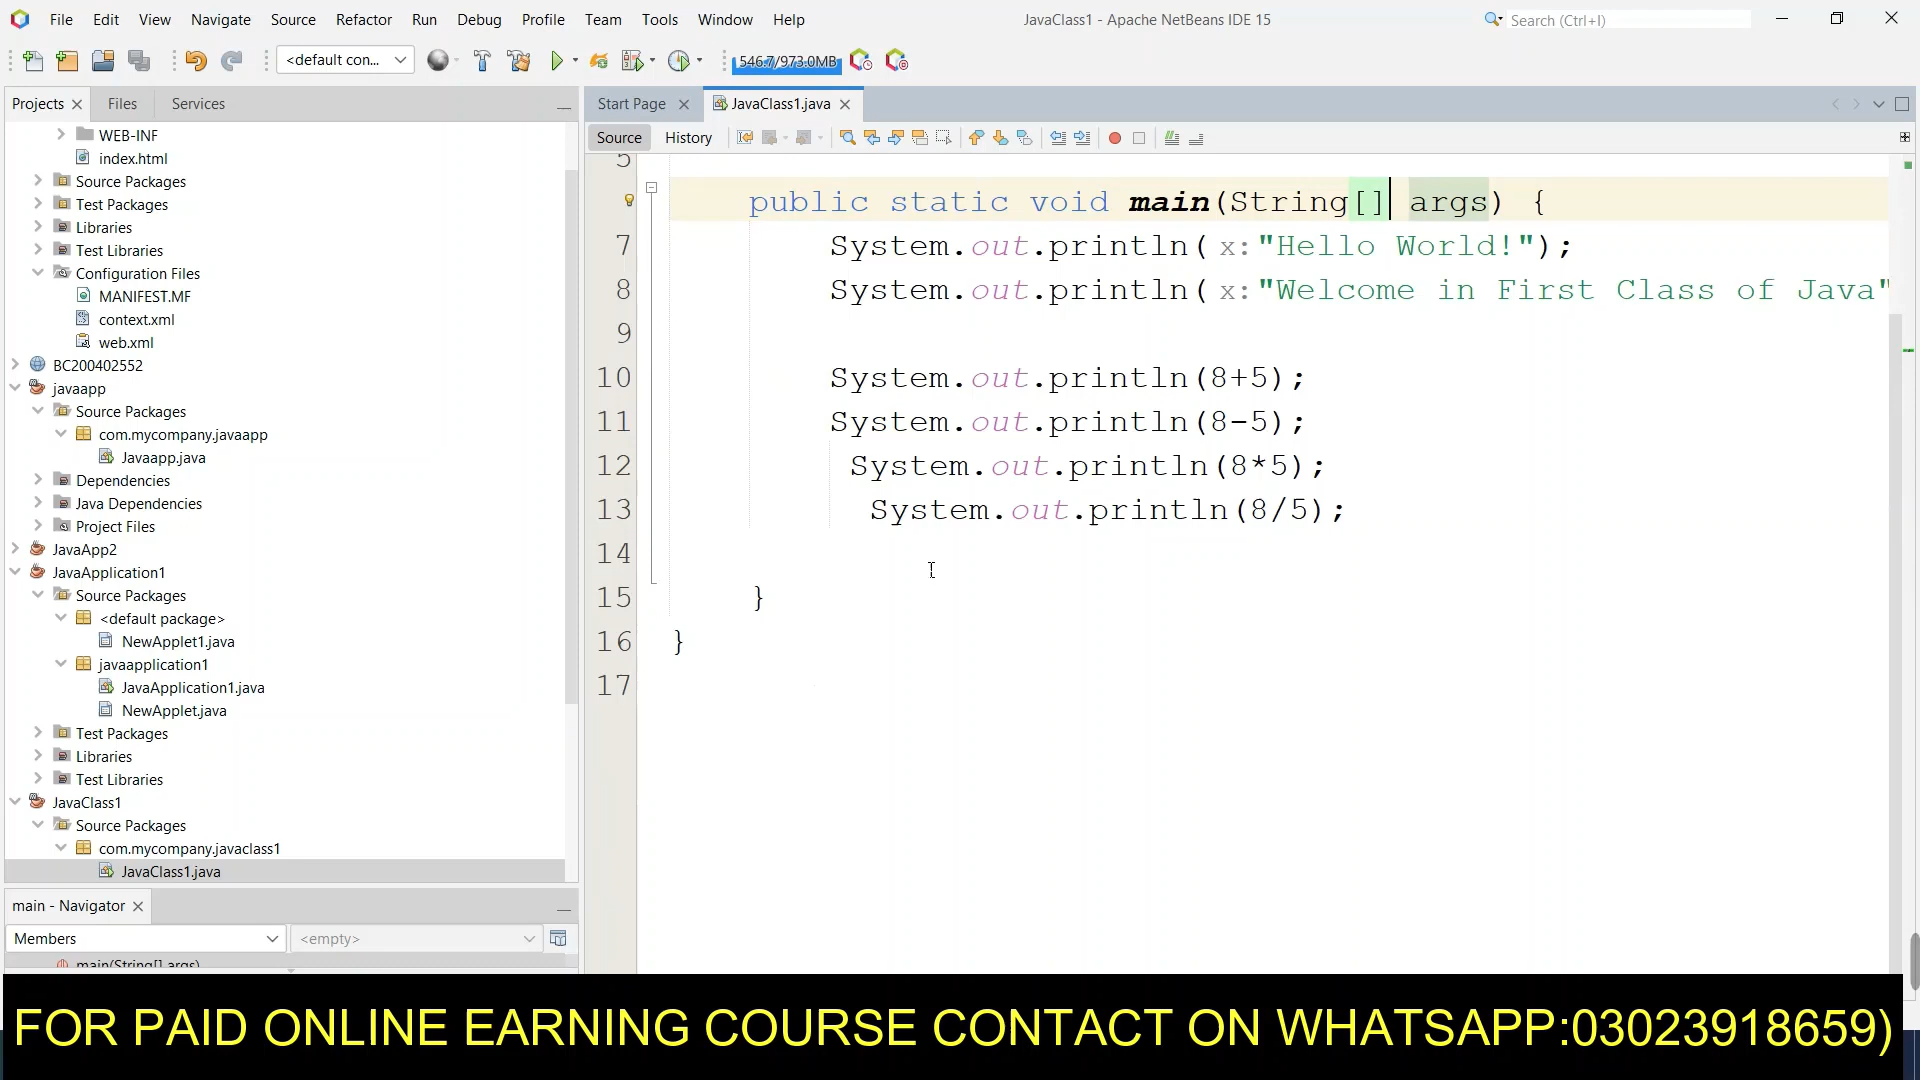 File Edit View Navigate Source Refactor Run Debug Profile Team Tools Window Help
JavaClass1 - Apache NetBeans IDE 15
Search (Ctrl+I)
<default con...
546.7/973.0MB
Projects Files Services
WEB-INF
index.html
Source Packages
Test Packages
Libraries
Test Libraries
Configuration Files
MANIFEST.MF
context.xml
web.xml
BC200402552
javaapp
Source Packages
com.mycompany.javaapp
Javaapp.java
Dependencies
Java Dependencies
Project Files
JavaApp2
JavaApplication1
Source Packages
<default package>
NewApplet1.java
javaapplication1
JavaApplication1.java
NewApplet.java
Test Packages
Libraries
Test Libraries
JavaClass1
Source Packages
com.mycompany.javaclass1
JavaClass1.java
main - Navigator
Members <empty>
main(String[] args)
Start Page JavaClass1.java
Source History
5
public static void main(String[] args) {
7 System.out.println( x: "Hello World!");
8 System.out.println( x: "Welcome in First Class of Java"
9
10 System.out.println(8+5);
11 System.out.println(8-5);
12 System.out.println(8*5);
13 System.out.println(8/5);
14
15 }
16 }
17
FOR PAID ONLINE EARNING COURSE CONTACT ON WHATSAPP:03023918659)